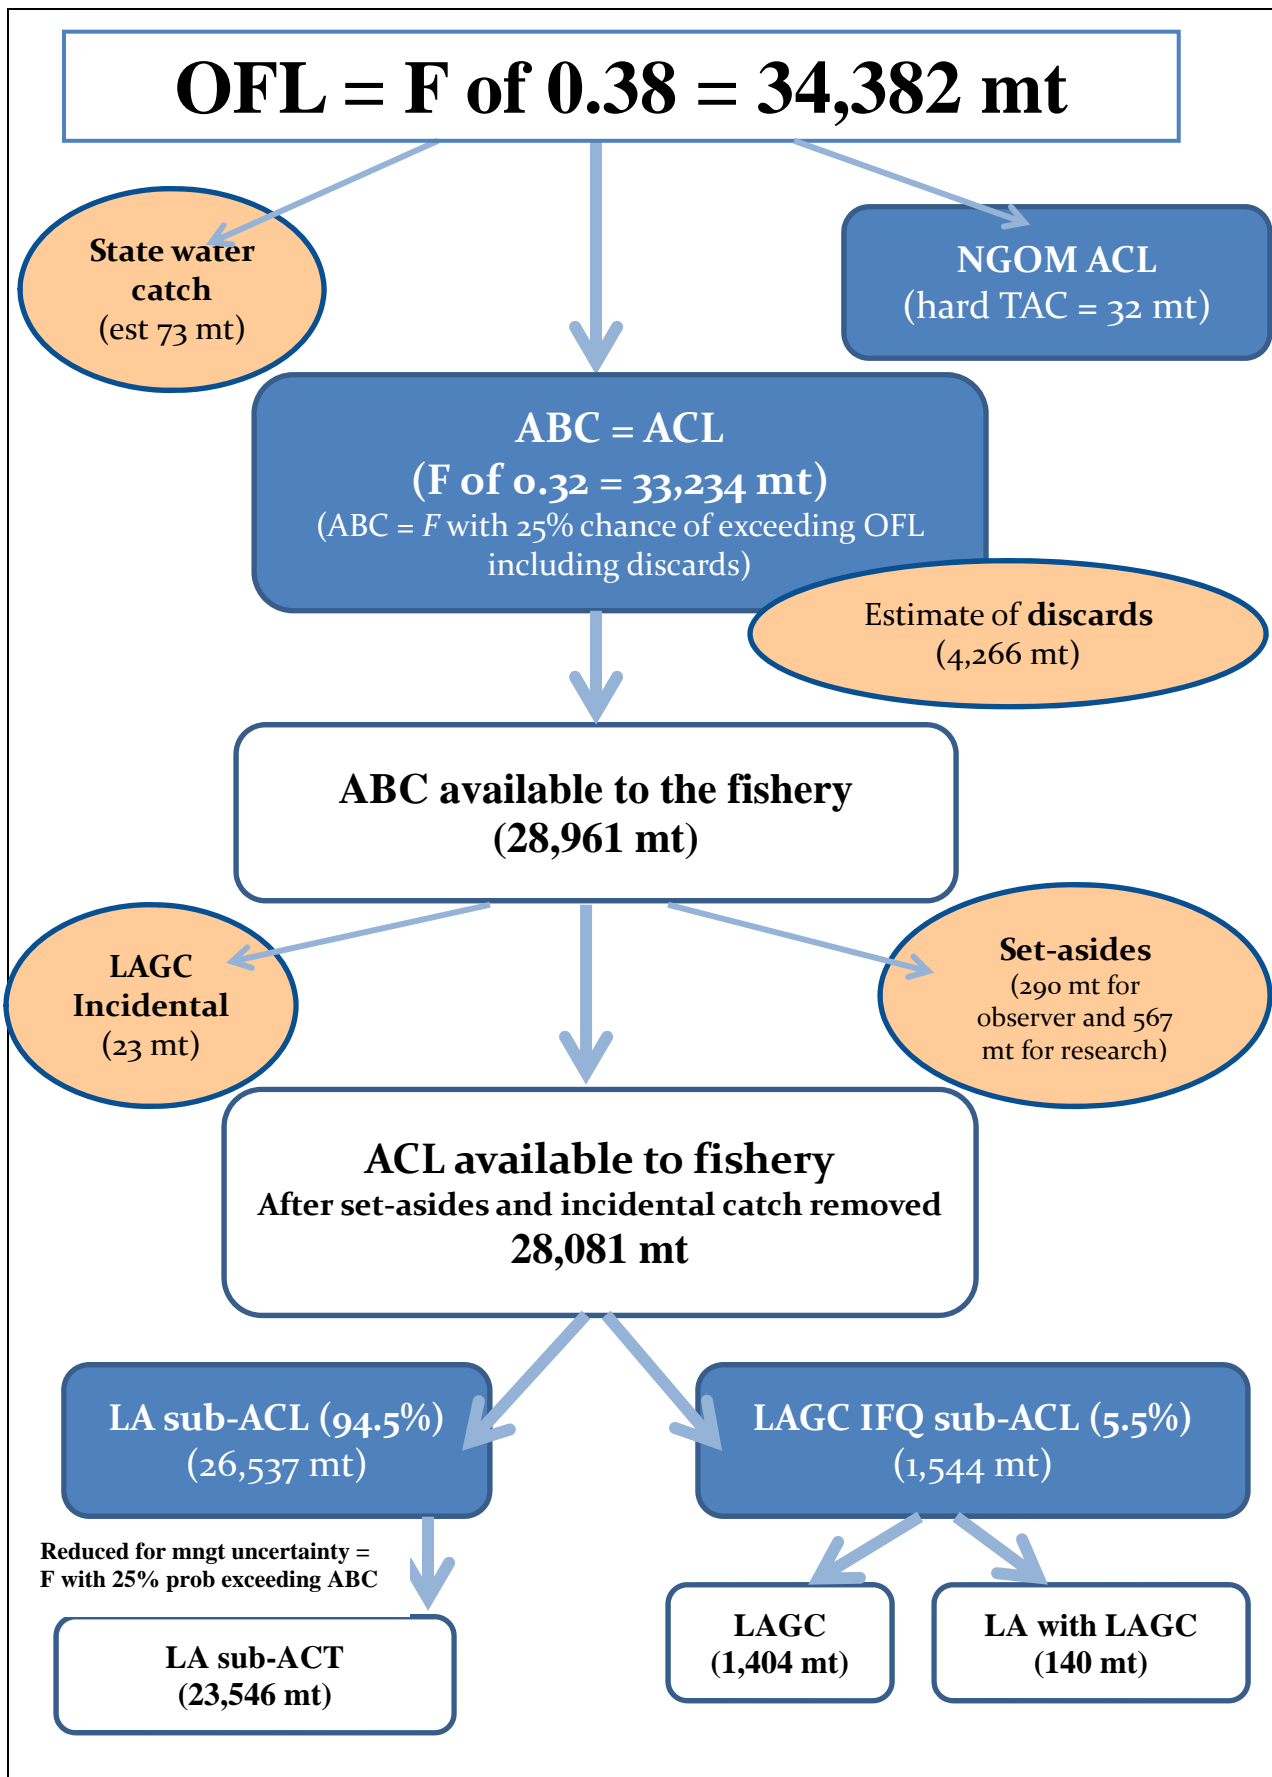 OFL = F of 0.38 = 34,382 mt
State water
catch
(est 73 mt)
NGOM ACL
(hard TAC = 32 mt)
ABC = ACL
(F of 0.32 = 33,234 mt)
(ABC = F with 25% chance of exceeding OFL
including discards)
Estimate of discards
(4,266 mt)
ABC available to the fishery
(28,961 mt)
LAGC
Incidental
(23 mt)
Set-asides
(290 mt for
observer and 567
mt for research)
ACL available to fishery
After set-asides and incidental catch removed
28,081 mt
LA sub-ACL (94.5%)
(26,537 mt)
LAGC IFQ sub-ACL (5.5%)
(1,544 mt)
Reduced for mngt uncertainty =
F with 25% prob exceeding ABC
LA sub-ACT
(23,546 mt)
LAGC
(1,404 mt)
LA with LAGC
(140 mt)